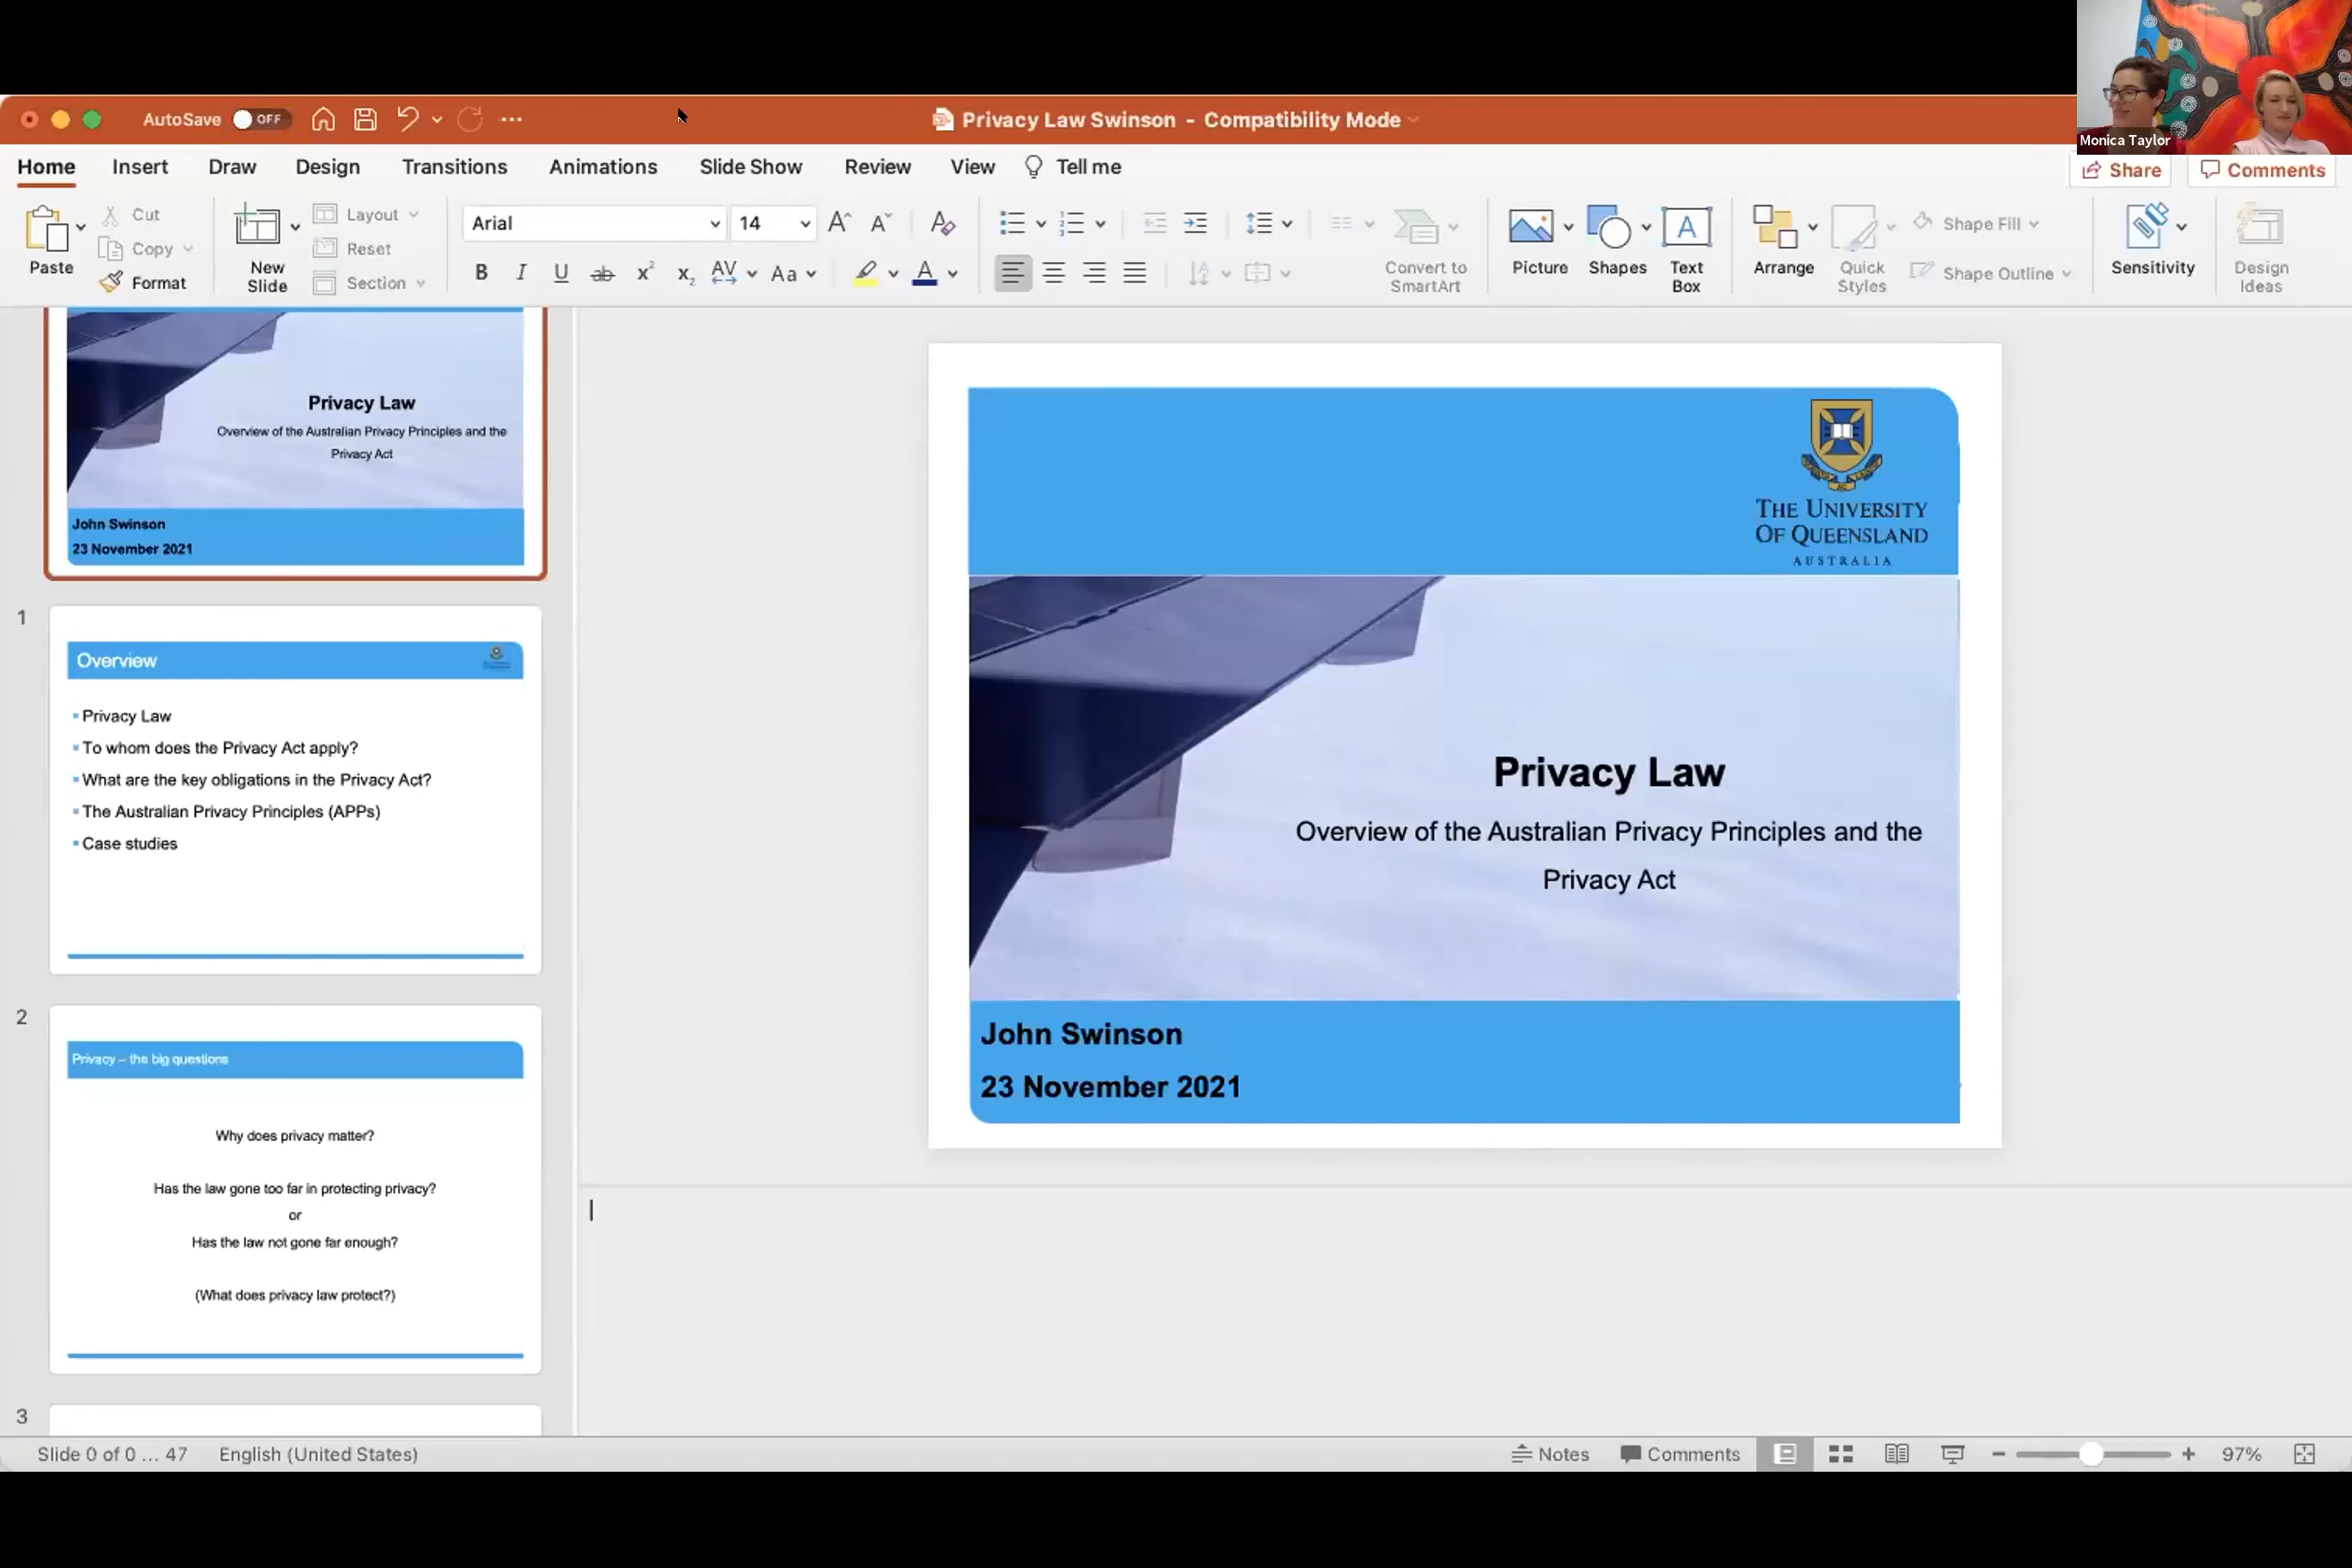 AutoSave OFF
Privacy Law Swinson - Compatibility Mode
Monica Taylor
Home Insert Draw Design Transitions Animations Slide Show Review View Tell me
Share Comments
Paste
Cut
Copy
Format
New
Slide
Layout
Reset
Section
Arial 14
Convert to
SmartArt
Picture
Shapes
Text
Box
Arrange
Quick
Styles
Shape Fill
Shape Outline
Sensitivity
Design
Ideas
Privacy Law
Overview of the Australian Privacy Principles and the
Privacy Act
John Swinson
23 November 2021
1
Overview
Privacy Law
To whom does the Privacy Act apply?
What are the key obligations in the Privacy Act?
The Australian Privacy Principles (APPs)
Case studies
2
Privacy – the big questions
Why does privacy matter?
Has the law gone too far in protecting privacy?
or
Has the law not gone far enough?
(What does privacy law protect?)
3
THE UNIVERSITY
OF QUEENSLAND
AUSTRALIA
Privacy Law
Overview of the Australian Privacy Principles and the
Privacy Act
John Swinson
23 November 2021
Slide 0 of 0 ... 47 English (United States)
Notes Comments 97%